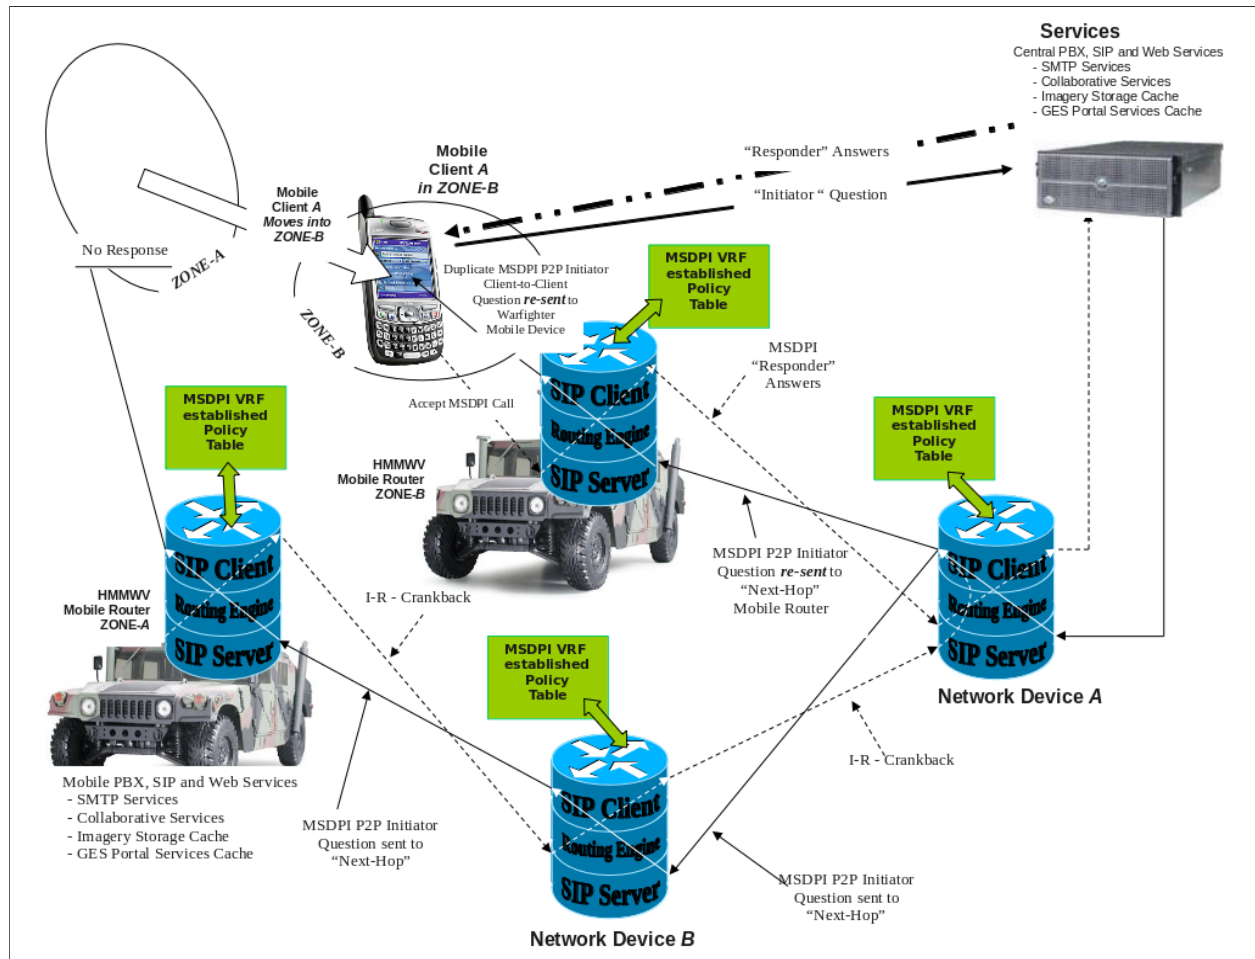 Services
Central PBX, SIP and Web Services
- SMTP Services
- Collaborative Services
- Imagery Storage Cache
- GES Portal Services Cache
"Responder" Answers
"Initiator " Question
Mobile
Client A
in ZONE-B
Mobile
Client A
Moves into
ZONE-B
No Response
ZONE-A
ZONE-B
Duplicate MSDPI P2P Initiator
Client-to-Client
Question re-sent to
Warfighter
Mobile Device
MSDPI VRF
established
Policy
Table
MSDPI
"Responder"
Answers
Accept MSDPI Call
SIP Client
Routing Engine
SIP Server
HMMWV
Mobile Router
ZONE-B
MSDPI VRF
established
Policy
Table
SIP Client
Routing Engine
SIP Server
HMMWV
Mobile Router
ZONE-A
MSDPI VRF
established
Policy
Table
SIP Client
Routing Engine
SIP Server
Network Device A
MSDPI P2P Initiator
Question re-sent to
"Next-Hop"
Mobile Router
I-R - Crankback
MSDPI VRF
established
Policy
Table
SIP Client
Routing Engine
SIP Server
Network Device B
I-R - Crankback
Mobile PBX, SIP and Web Services
- SMTP Services
- Collaborative Services
- Imagery Storage Cache
- GES Portal Services Cache
MSDPI P2P Initiator
Question sent to
"Next-Hop"
MSDPI P2P Initiator
Question sent to
"Next-Hop"